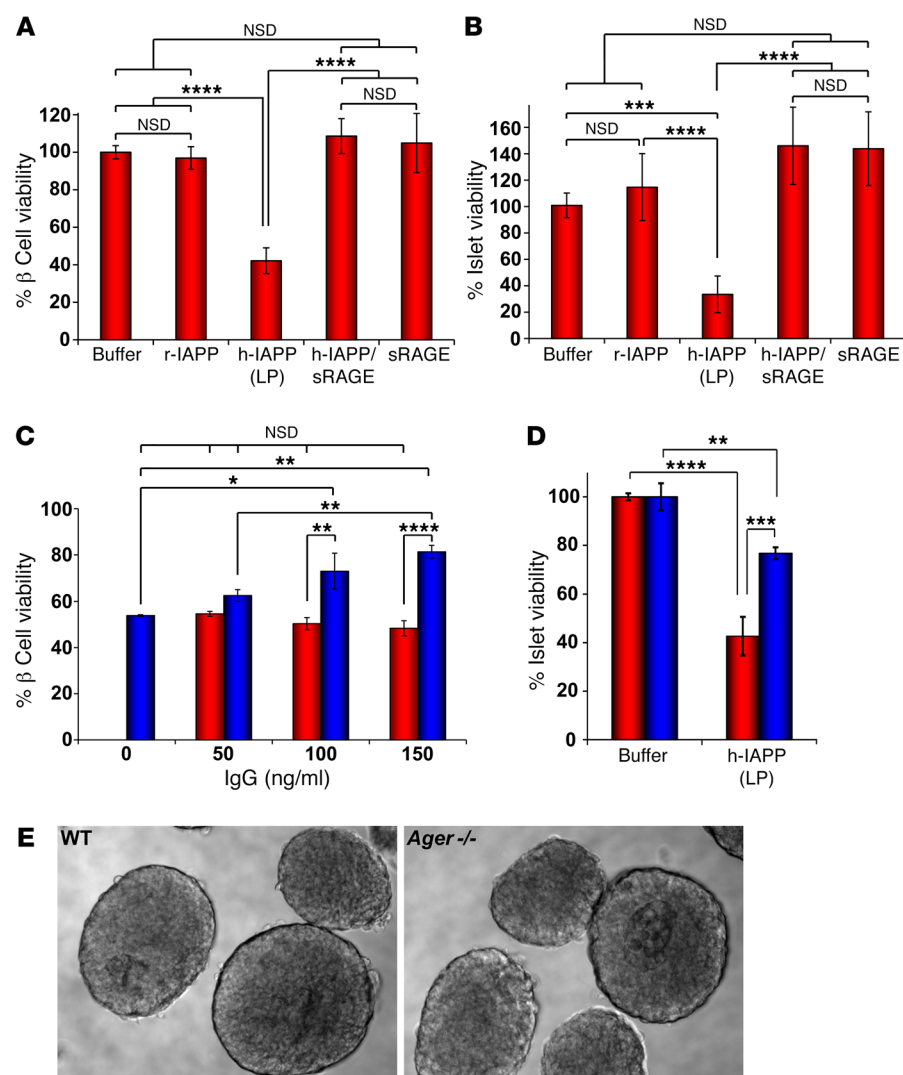 A
NSD
****
****
NSD
NSD
% β Cell viability
120
100
80
60
40
20
0
Buffer
r-IAPP
h-IAPP
(LP)
h-IAPP/
sRAGE
sRAGE
B
NSD
****
***
NSD
****
NSD
% Islet viability
160
140
120
100
80
60
40
20
0
Buffer
r-IAPP
h-IAPP
(LP)
h-IAPP/
sRAGE
sRAGE
C
NSD
**
*
**
**
****
% β Cell viability
100
80
60
40
20
0
0
50
100
150
IgG (ng/ml)
D
**
****
***
% Islet viability
100
80
60
40
20
0
Buffer
h-IAPP
(LP)
E
WT
Ager -/-